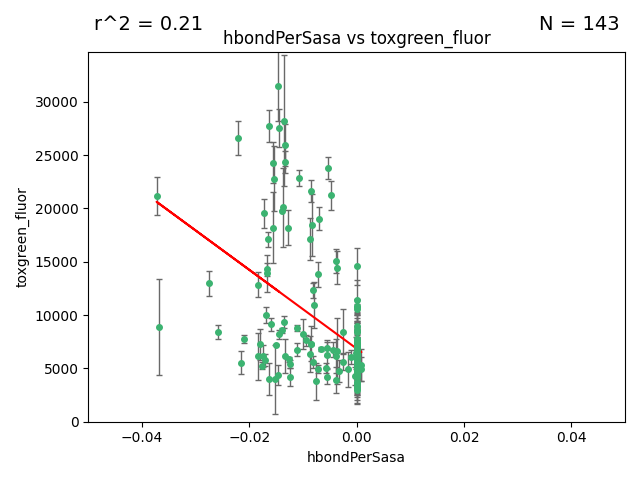 r^2 = 0.21
N = 143
hbondPerSasa vs toxgreen_fluor
30000
25000
20000
15000
10000
5000
0
toxgreen_fluor
−0.04
−0.02
0.00
0.02
0.04
hbondPerSasa